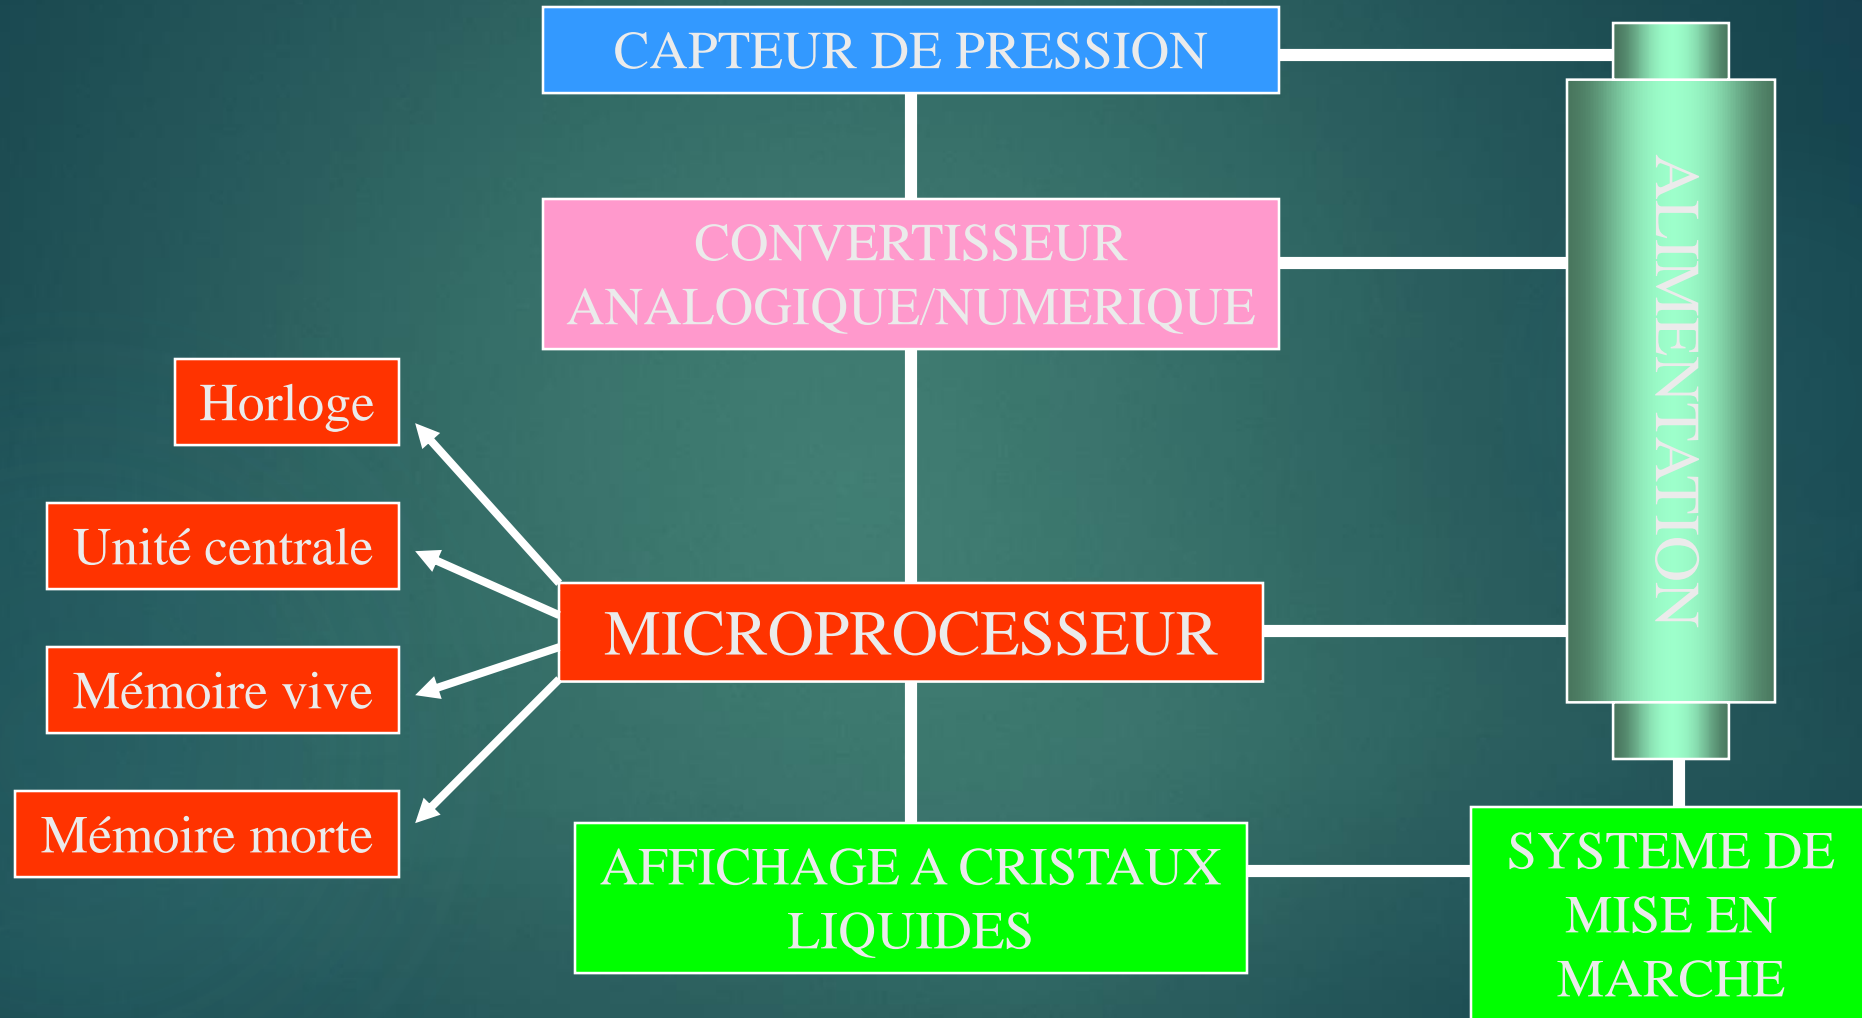 CAPTEUR DE PRESSION
CONVERTISSEUR
ANALOGIQUE/NUMERIQUE
ALIMENTATION
Horloge
Unité centrale
Mémoire vive
Mémoire morte
MICROPROCESSEUR
AFFICHAGE A CRISTAUX
LIQUIDES
SYSTEME DE
MISE EN
MARCHE